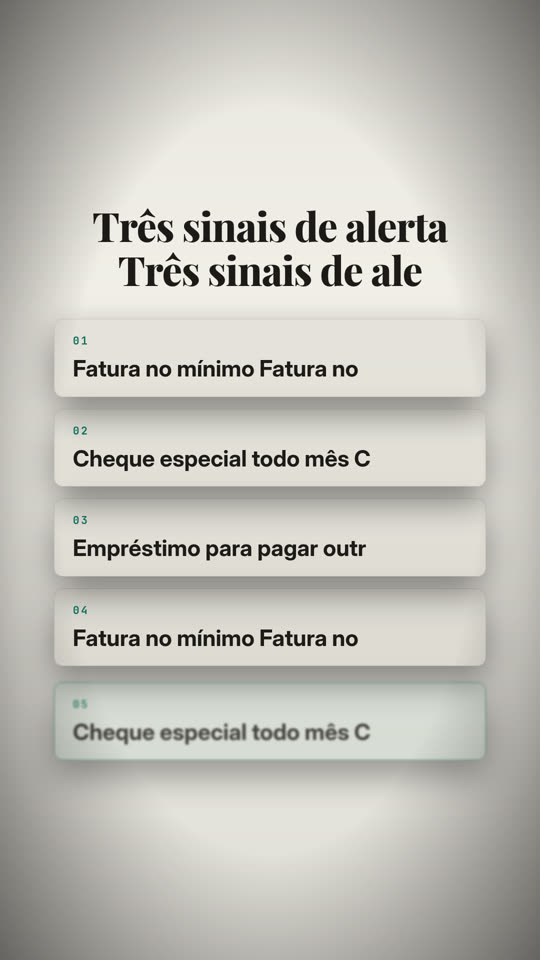 Três sinais de alerta
Três sinais de ale
01
Fatura no mínimo Fatura no
02
Cheque especial todo mês C
03
Empréstimo para pagar outr
04
Fatura no mínimo Fatura no
05
Cheque especial todo mês C